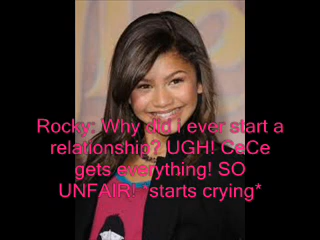 Rocky: Why did i ever start a
relationship? UGH! CeCe
gets everything! SO
UNFAIR! *starts crying*